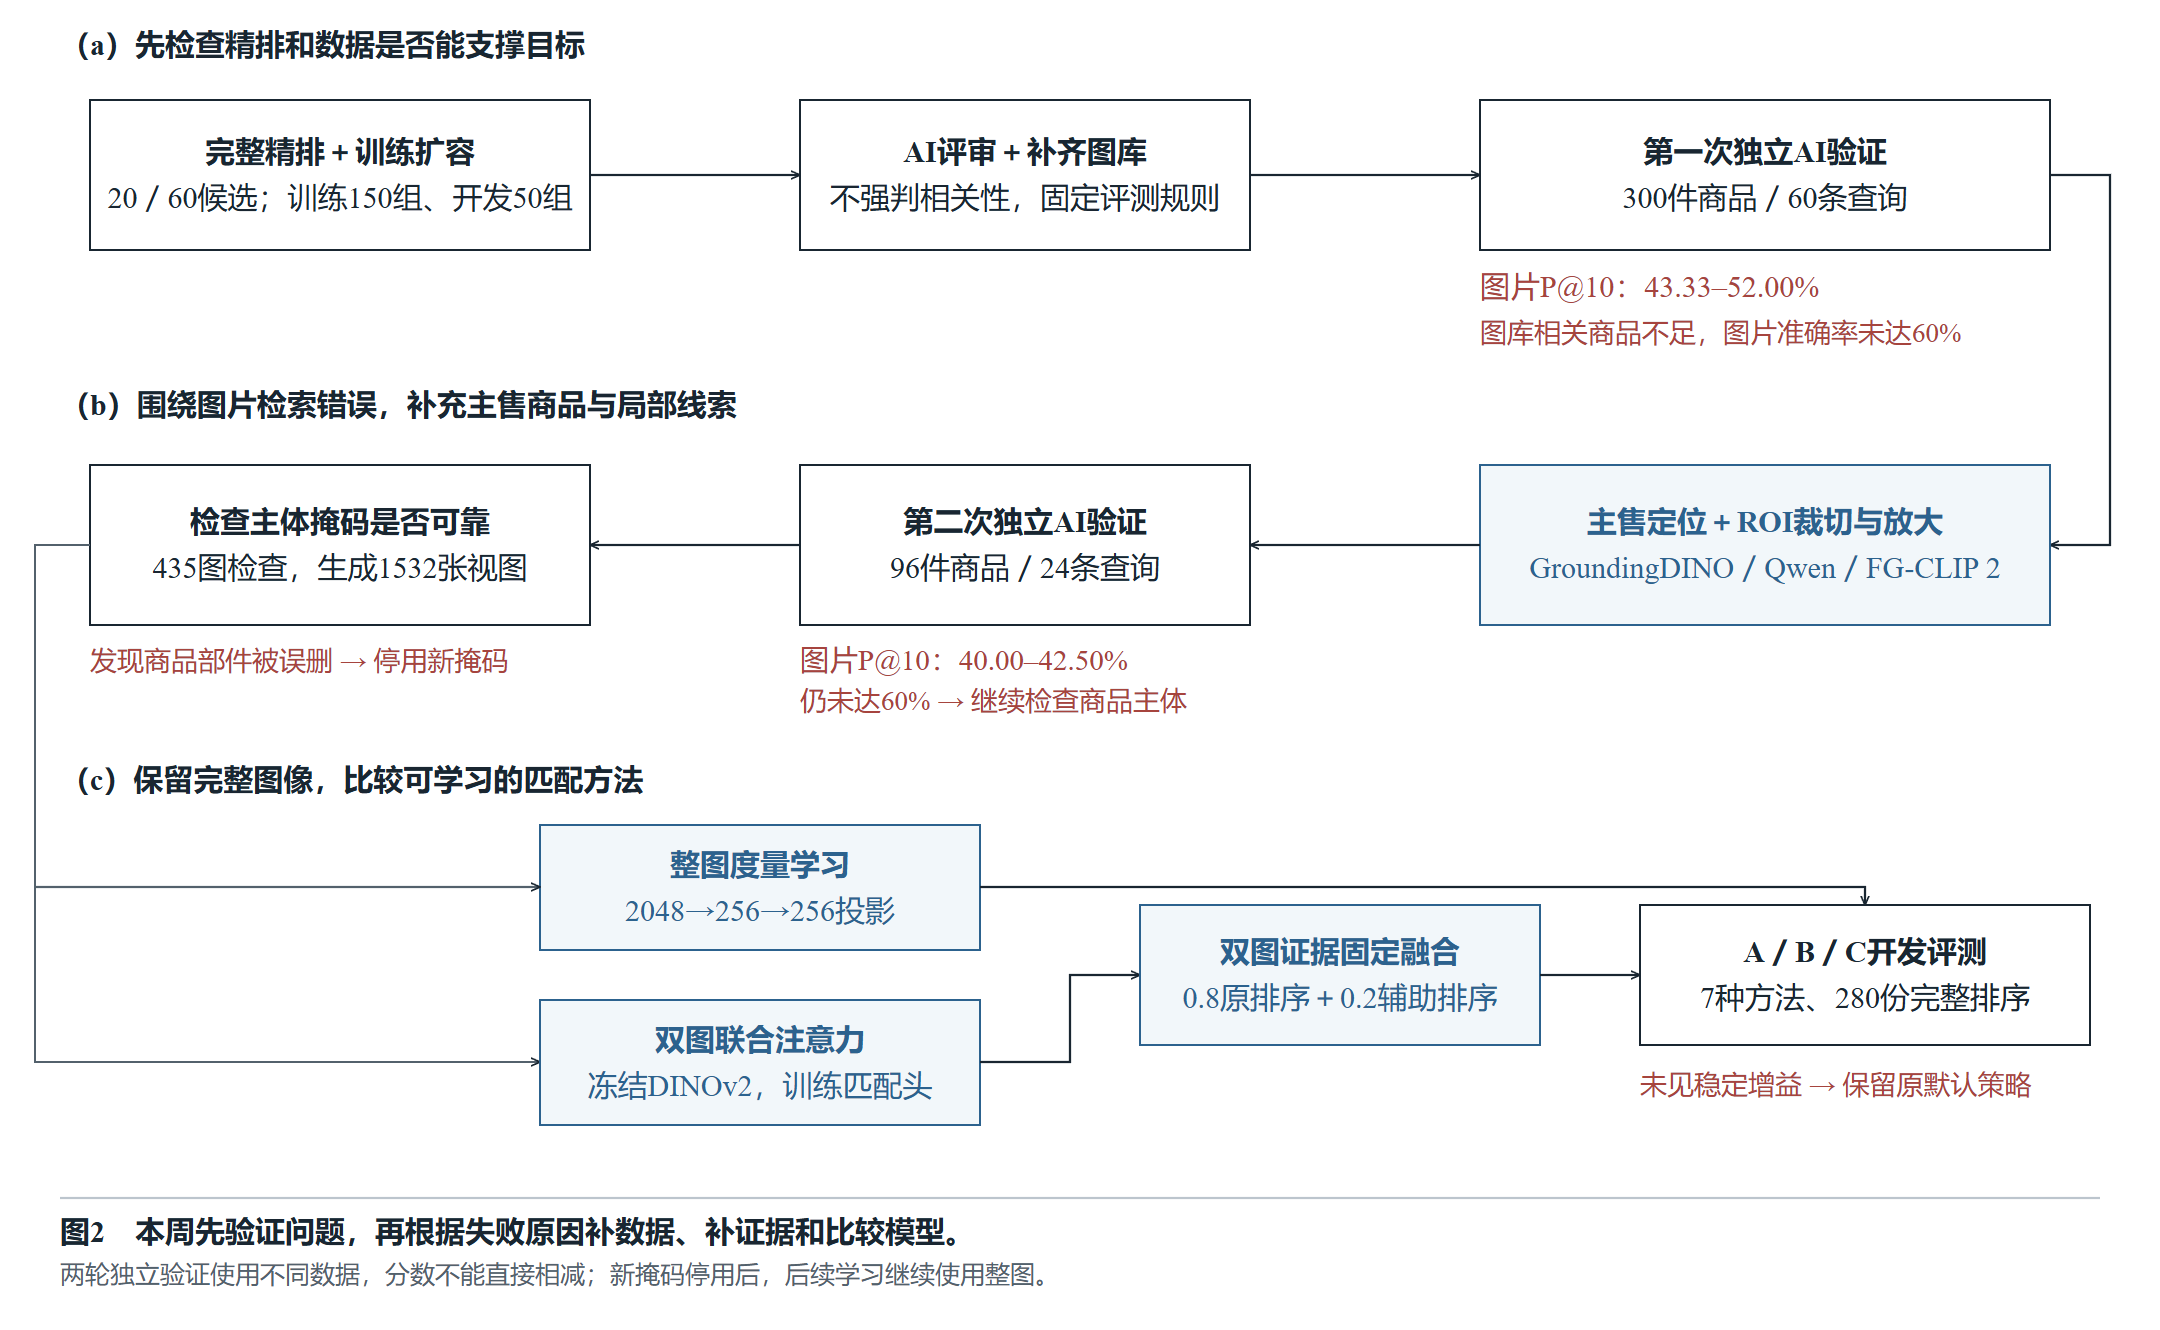 （a）先检查精排和数据是否能支撑目标
完整精排＋训练扩容
20 / 60候选；训练150组、开发50组
AI评审＋补齐图库
不强判相关性，固定评测规则
第一次独立AI验证
300件商品 / 60条查询
图片P@10：43.33–52.00%
图库相关商品不足，图片准确率未达60%
（b）围绕图片检索错误，补充主售商品与局部线索
检查主体掩码是否可靠
435图检查，生成1532张视图
第二次独立AI验证
96件商品 / 24条查询
主售定位＋ROI裁切与放大
GroundingDINO / Qwen / FG-CLIP 2
发现商品部件被误删 → 停用新掩码
图片P@10：40.00–42.50%
仍未达60% → 继续检查商品主体
（c）保留完整图像，比较可学习的匹配方法
整图度量学习
2048→256→256投影
双图联合注意力
冻结DINOv2，训练匹配头
双图证据固定融合
0.8原排序＋0.2辅助排序
A / B / C开发评测
7种方法、280份完整排序
未见稳定增益 → 保留原默认策略
图2　本周先验证问题，再根据失败原因补数据、补证据和比较模型。
两轮独立验证使用不同数据，分数不能直接相减；新掩码停用后，后续学习继续使用整图。